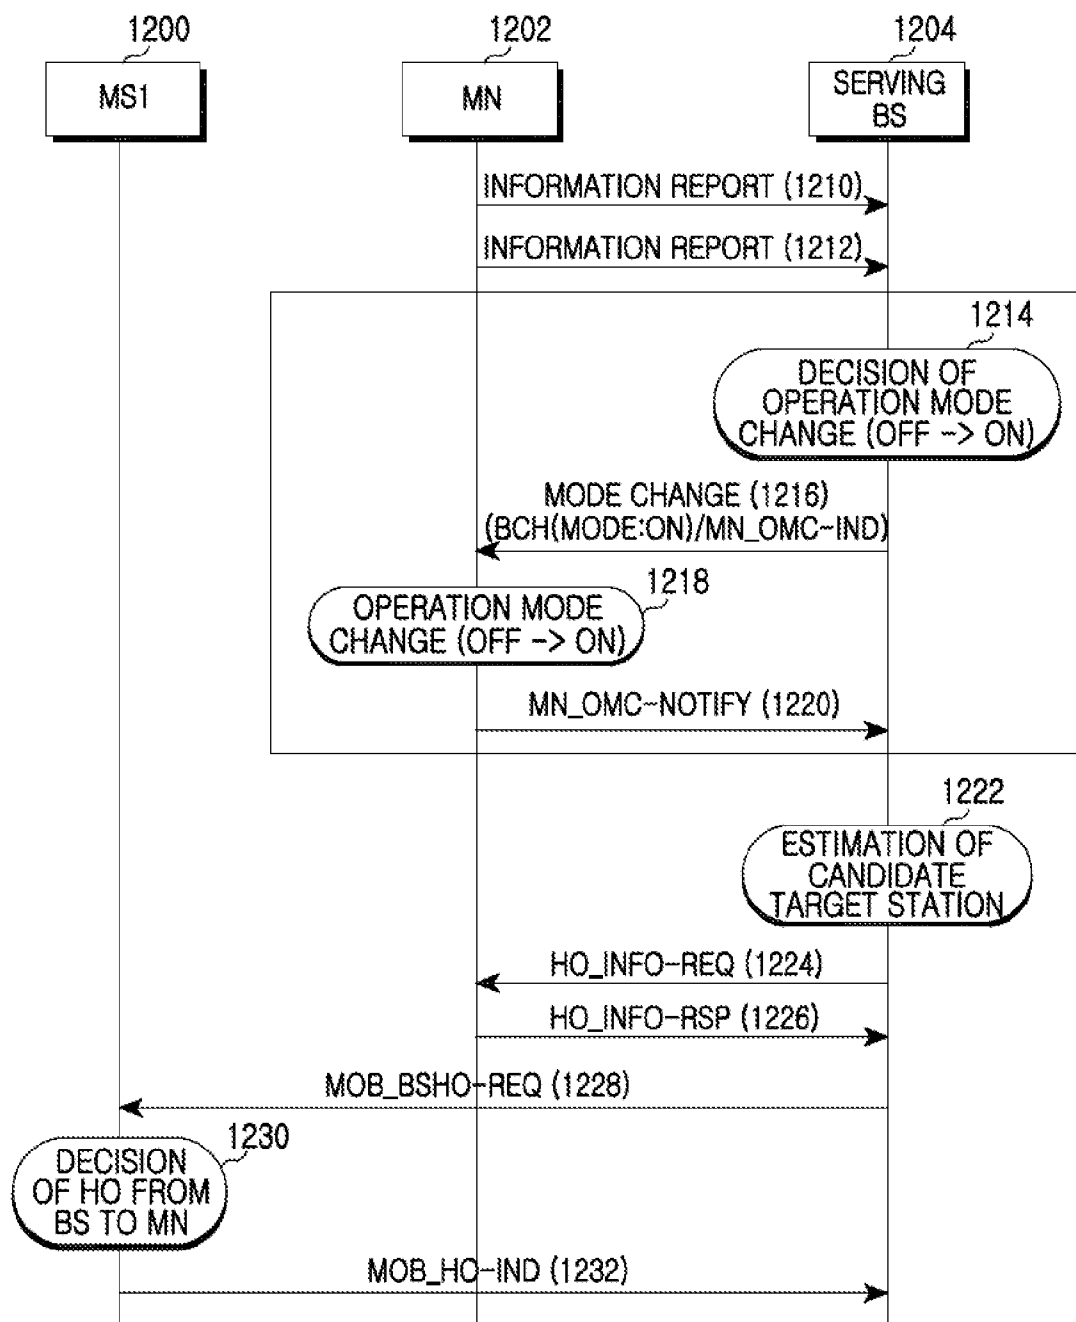 1200
1202
1204
MS1
MN
SERVING
BS
INFORMATION REPORT (1210)
INFORMATION REPORT (1212)
1214
DECISION OF
OPERATION MODE
CHANGE (OFF -> ON)
MODE CHANGE (1216)
(BCH(MODE:ON)/MN_OMC-IND)
1218
OPERATION MODE
CHANGE (OFF -> ON)
MN_OMC-NOTIFY (1220)
1222
ESTIMATION OF
CANDIDATE
TARGET STATION
HO_INFO-REQ (1224)
HO_INFO-RSP (1226)
MOB_BSHO-REQ (1228)
1230
DECISION
OF HO FROM
BS TO MN
MOB_HO-IND (1232)